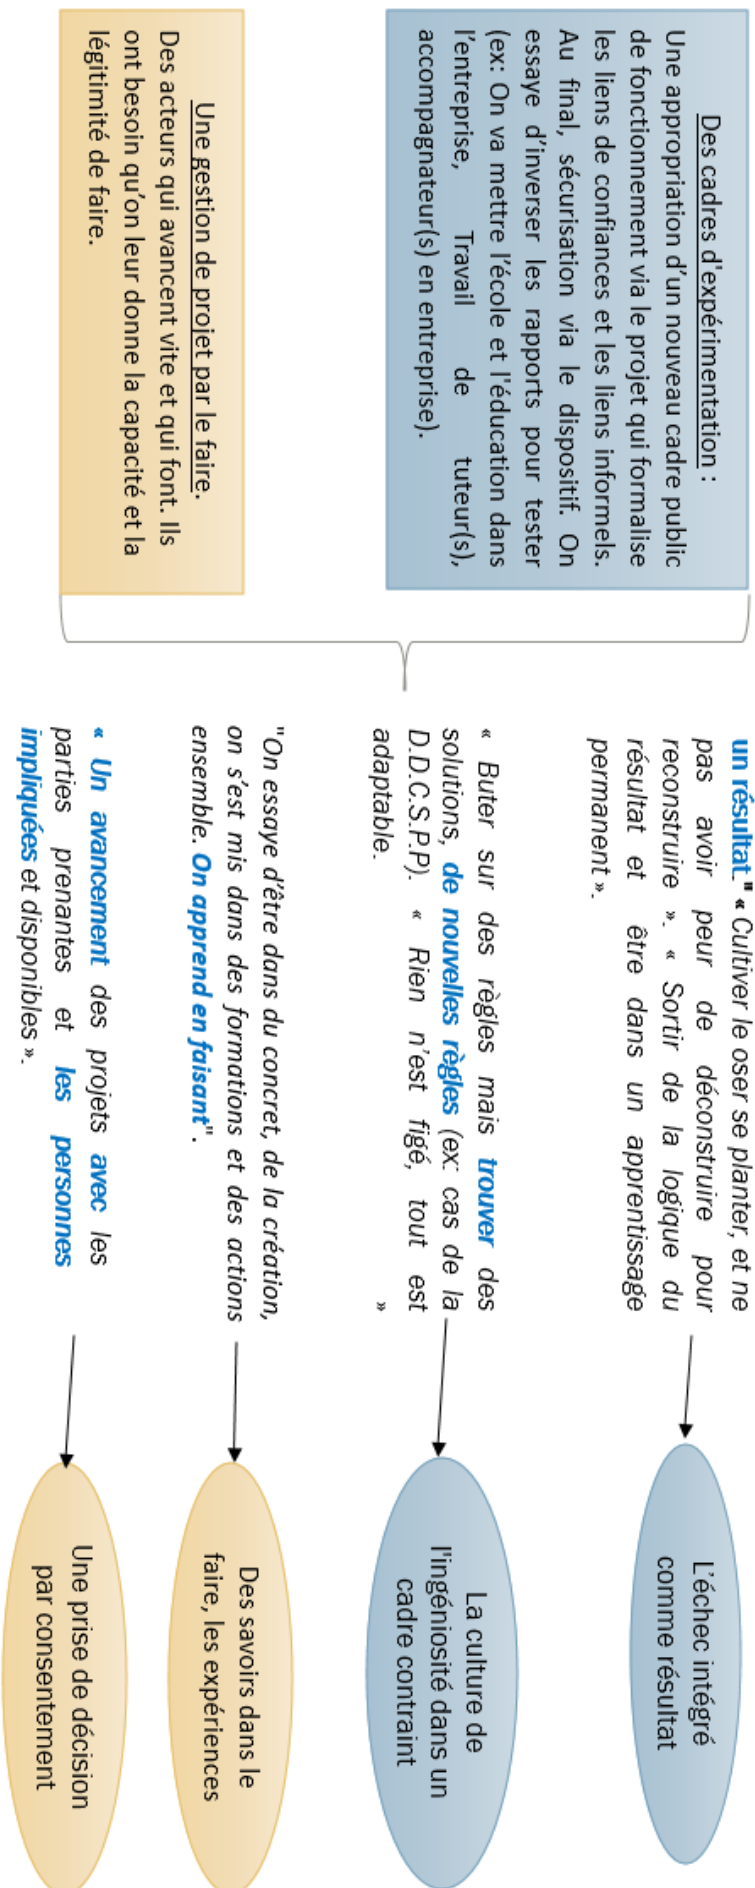 Des cadres d'expérimentation :
Une appropriation d'un nouveau cadre public
de fonctionnement via le projet qui formalise
les liens de confiances et les liens informels.
Au final, sécurisation via le dispositif. On
essaye d'inverser les rapports pour tester
(ex: On va mettre l'école et l'éducation dans
l'entreprise, Travail de tuteur(s),
accompagnateur(s) en entreprise).
Une gestion de projet par le faire.
Des acteurs qui avancent vite et qui font. Ils
ont besoin qu'on leur donne la capacité et la
légitimité de faire.
un résultat." « Cultiver le oser se planter, et ne
pas avoir peur de déconstruire pour
reconstruire ». « Sortir de la logique du
résultat et être dans un apprentissage
permanent ».
« Buter sur des règles mais trouver des
solutions, de nouvelles règles (ex: cas de la
D.D.C.S.P.P). « Rien n'est figé, tout est
adaptable. »
"On essaye d'être dans du concret, de la création,
on s'est mis dans des formations et des actions
ensemble. On apprend en faisant".
« Un avancement des projets avec les
parties prenantes et les personnes
impliquées et disponibles ».
L'échec intégré
comme résultat
La culture de
l'ingéniosité dans un
cadre contraint
Des savoirs dans le
faire, les expériences
Une prise de décision
par consentement